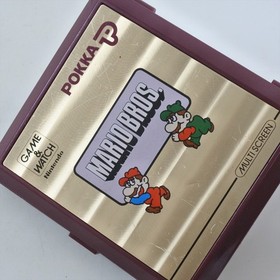 POKKA
GAME &
WATCH
Nintendo
MARIO BROS.
MULTI SCREEN